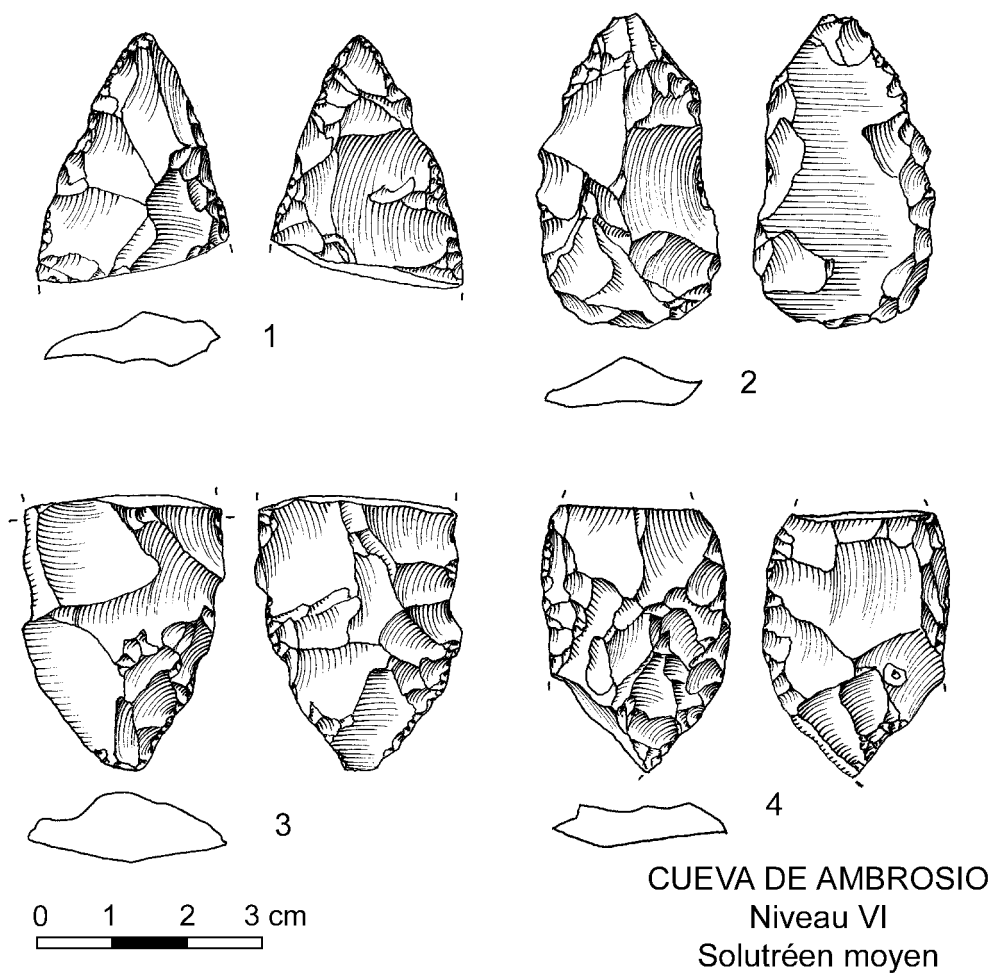 1
2
3
4
0 1 2 3 cm
CUEVA DE AMBROSIO
Niveau VI
Solutréen moyen